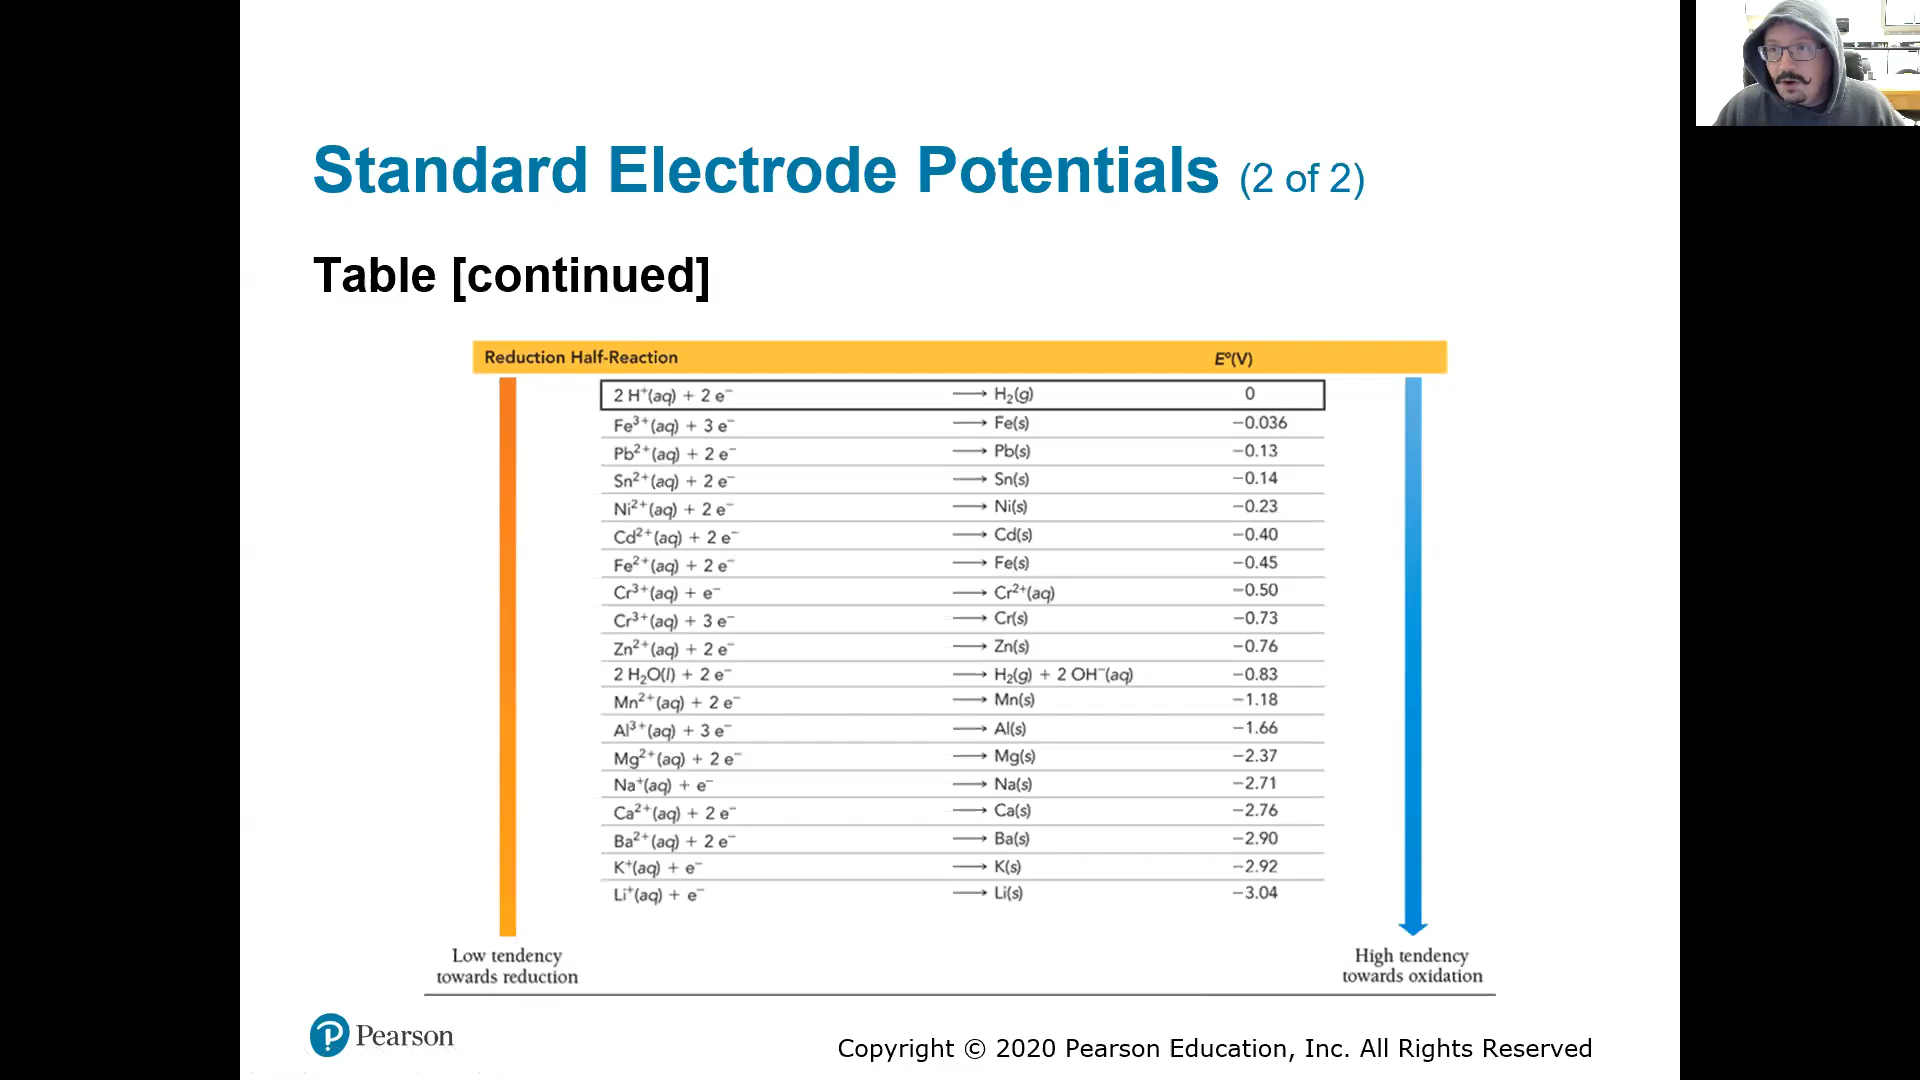 Standard Electrode Potentials (2 of 2)
Table [continued]
Reduction Half-Reaction E°(V)
2 H⁺(aq) + 2 e⁻ ⟶ H₂(g) 0
Fe³⁺(aq) + 3 e⁻ ⟶ Fe(s) −0.036
Pb²⁺(aq) + 2 e⁻ ⟶ Pb(s) −0.13
Sn²⁺(aq) + 2 e⁻ ⟶ Sn(s) −0.14
Ni²⁺(aq) + 2 e⁻ ⟶ Ni(s) −0.23
Cd²⁺(aq) + 2 e⁻ ⟶ Cd(s) −0.40
Fe²⁺(aq) + 2 e⁻ ⟶ Fe(s) −0.45
Cr³⁺(aq) + e⁻ ⟶ Cr²⁺(aq) −0.50
Cr³⁺(aq) + 3 e⁻ ⟶ Cr(s) −0.73
Zn²⁺(aq) + 2 e⁻ ⟶ Zn(s) −0.76
2 H₂O(l) + 2 e⁻ ⟶ H₂(g) + 2 OH⁻(aq) −0.83
Mn²⁺(aq) + 2 e⁻ ⟶ Mn(s) −1.18
Al³⁺(aq) + 3 e⁻ ⟶ Al(s) −1.66
Mg²⁺(aq) + 2 e⁻ ⟶ Mg(s) −2.37
Na⁺(aq) + e⁻ ⟶ Na(s) −2.71
Ca²⁺(aq) + 2 e⁻ ⟶ Ca(s) −2.76
Ba²⁺(aq) + 2 e⁻ ⟶ Ba(s) −2.90
K⁺(aq) + e⁻ ⟶ K(s) −2.92
Li⁺(aq) + e⁻ ⟶ Li(s) −3.04
Low tendency
towards reduction
High tendency
towards oxidation
Pearson
Copyright © 2020 Pearson Education, Inc. All Rights Reserved